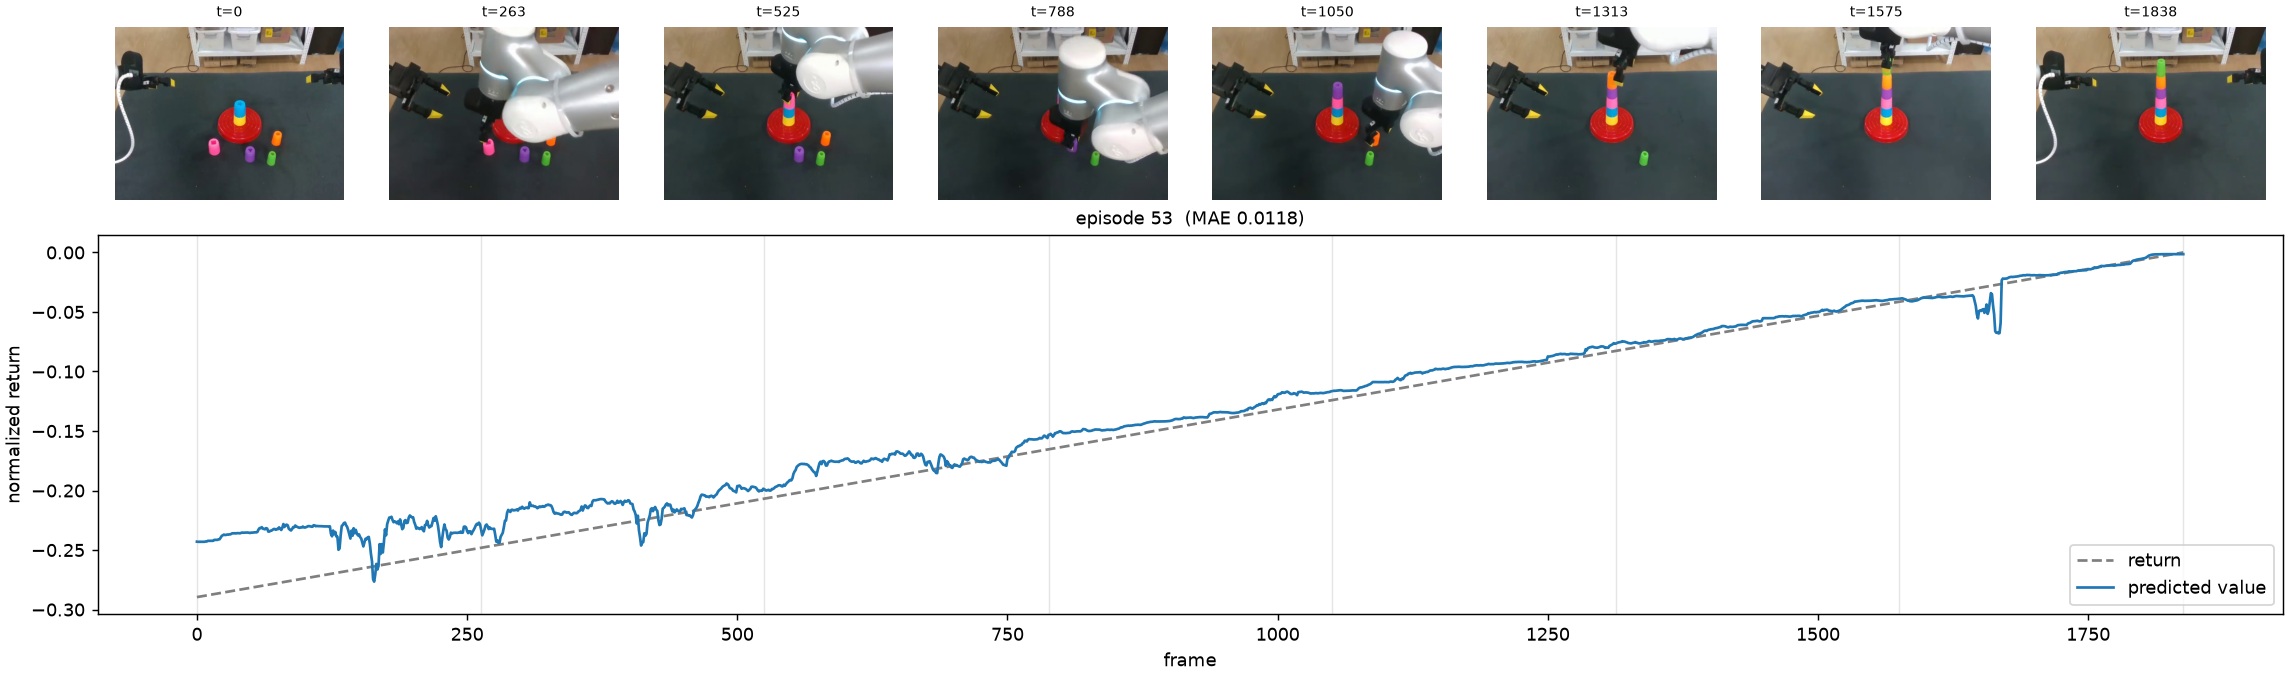 t=0
t=263
t=525
t=788
t=1050
t=1313
t=1575
t=1838
episode 53  (MAE 0.0118)
normalized return
0.00
−0.05
−0.10
−0.15
−0.20
−0.25
−0.30
return
predicted value
0
250
500
750
1000
1250
1500
1750
frame